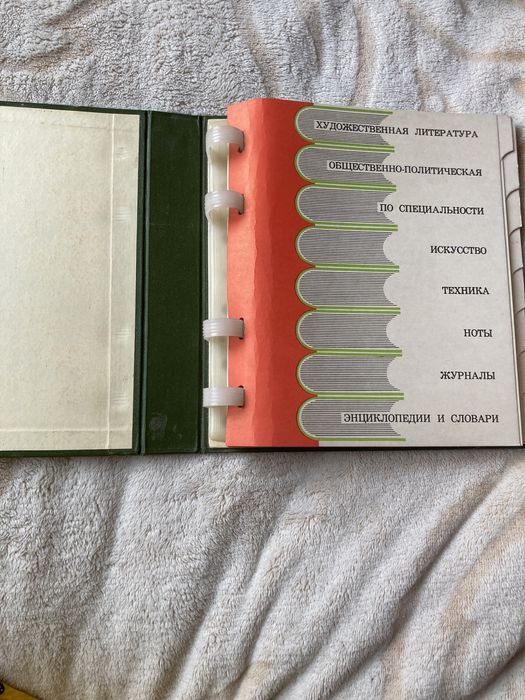 ХУДОЖЕСТВЕННАЯ ЛИТЕРАТУРА
ОБЩЕСТВЕННО-ПОЛИТИЧЕСКАЯ
ПО СПЕЦИАЛЬНОСТИ
ИСКУССТВО
ТЕХНИКА
НОТЫ
ЖУРНАЛЫ
ЭНЦИКЛОПЕДИИ И СЛОВАРИ